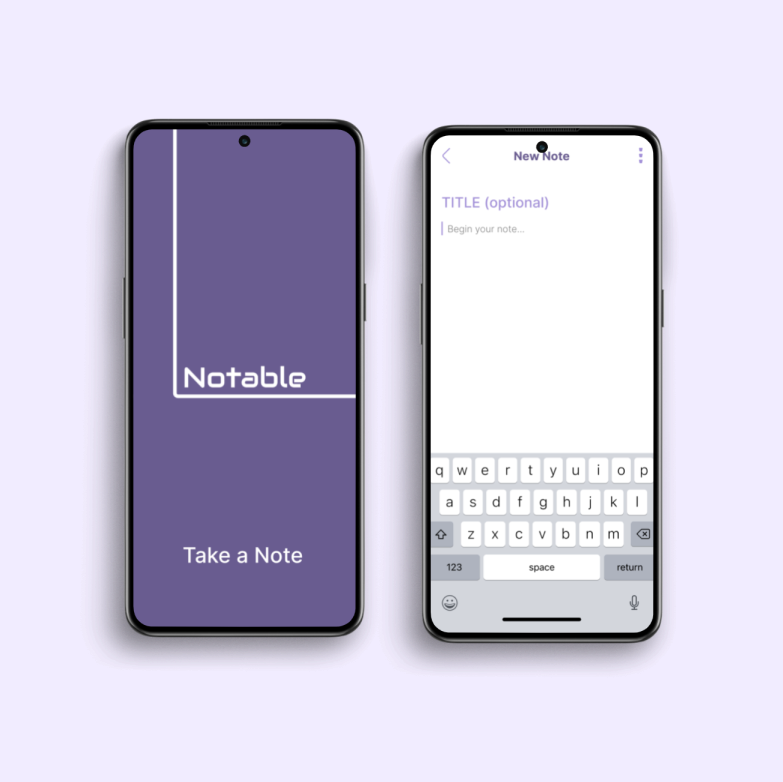 Notable
Take a Note
New Note
TITLE (optional)
Begin your note...
q w e r t y u i o p
a s d f g h j k l
z x c v b n m
123 space return